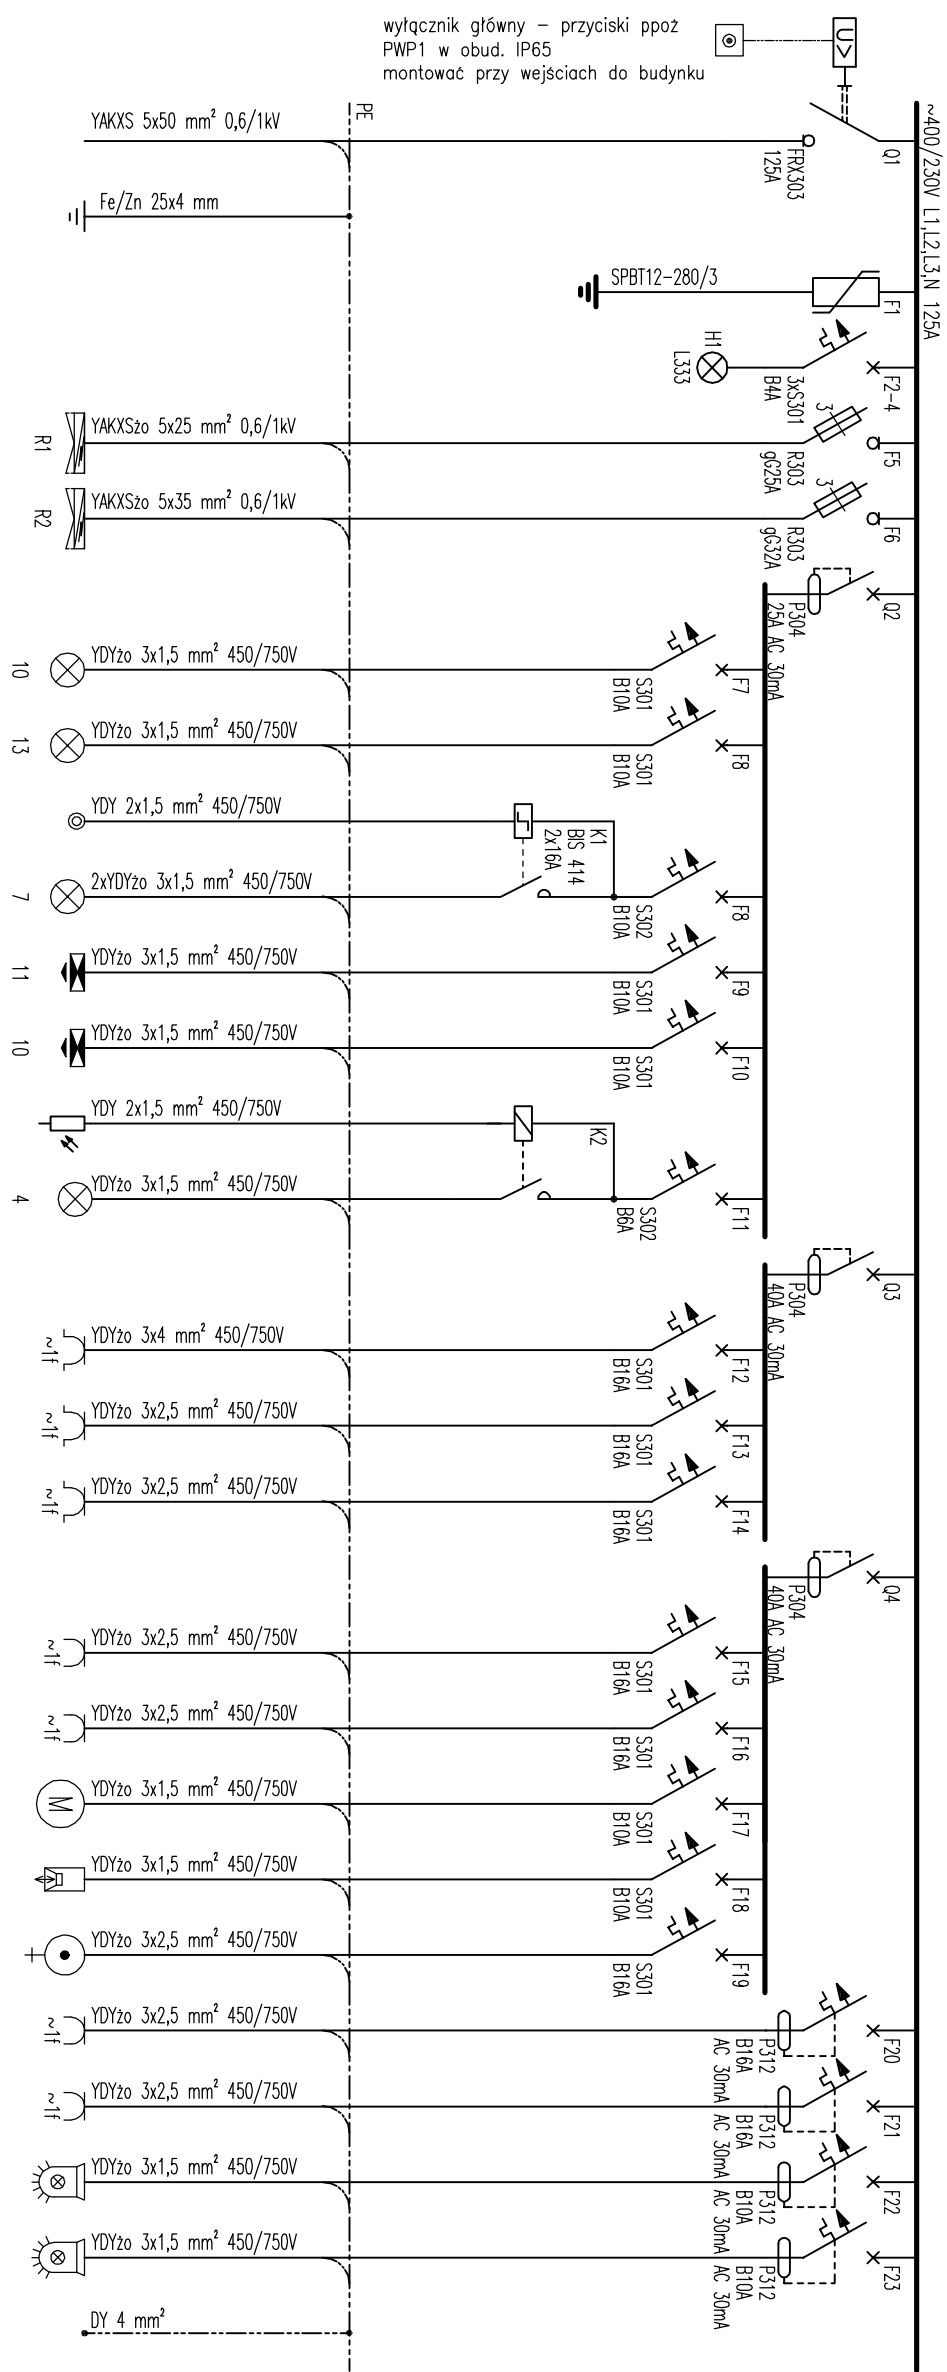 wyłącznik główny – przyciski ppoż
PWP1 w obud. IP65
montować przy wejściach do budynku
~400/230V L1,L2,L3,N 125A
PE
YAKXS 5x50 mm² 0,6/1kV
FRX303
125A
Q1
Fe/Zn 25x4 mm
SPBT12-280/3
F1
H1
L333
3xS301
B4A
F2-4
R1
YAKXSżo 5x25 mm² 0,6/1kV
3
R303
gG25A
F5
R2
YAKXSżo 5x35 mm² 0,6/1kV
3
R303
gG32A
F6
P304
25A AC 30mA
Q2
10
YDYżo 3x1,5 mm² 450/750V
S301
B10A
F7
13
YDYżo 3x1,5 mm² 450/750V
S301
B10A
F8
YDY 2x1,5 mm² 450/750V
K1
BIS 414
2x16A
7
2xYDYżo 3x1,5 mm² 450/750V
S302
B10A
F8
11
YDYżo 3x1,5 mm² 450/750V
S301
B10A
F9
10
YDYżo 3x1,5 mm² 450/750V
S301
B10A
F10
YDY 2x1,5 mm² 450/750V
K2
4
YDYżo 3x1,5 mm² 450/750V
S302
B6A
F11
P304
40A AC 30mA
Q3
~1f
YDYżo 3x4 mm² 450/750V
S301
B16A
F12
~1f
YDYżo 3x2,5 mm² 450/750V
S301
B16A
F13
~1f
YDYżo 3x2,5 mm² 450/750V
S301
B16A
F14
P304
40A AC 30mA
Q4
~1f
YDYżo 3x2,5 mm² 450/750V
S301
B16A
F15
~1f
YDYżo 3x2,5 mm² 450/750V
S301
B16A
F16
M
YDYżo 3x1,5 mm² 450/750V
S301
B10A
F17
YDYżo 3x1,5 mm² 450/750V
S301
B10A
F18
YDYżo 3x2,5 mm² 450/750V
S301
B16A
F19
~1f
YDYżo 3x2,5 mm² 450/750V
P312
B16A
AC 30mA
F20
~1f
YDYżo 3x2,5 mm² 450/750V
P312
B16A
AC 30mA
F21
YDYżo 3x1,5 mm² 450/750V
P312
B10A
AC 30mA
F22
YDYżo 3x1,5 mm² 450/750V
P312
B10A
AC 30mA
F23
DY 4 mm²
U>